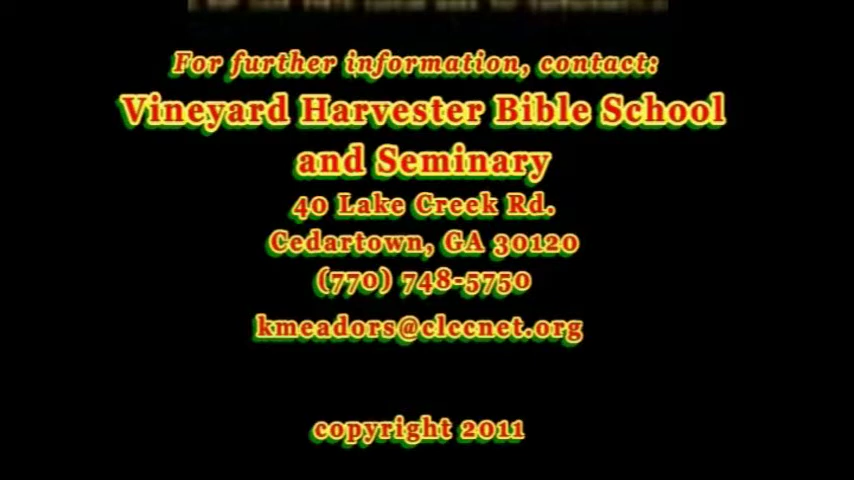 For further information, contact:
Vineyard Harvester Bible School
and Seminary
40 Lake Creek Rd.
Cedartown, GA 30120
(770) 748-5750
kmeadors@clccnet.org
copyright 2011